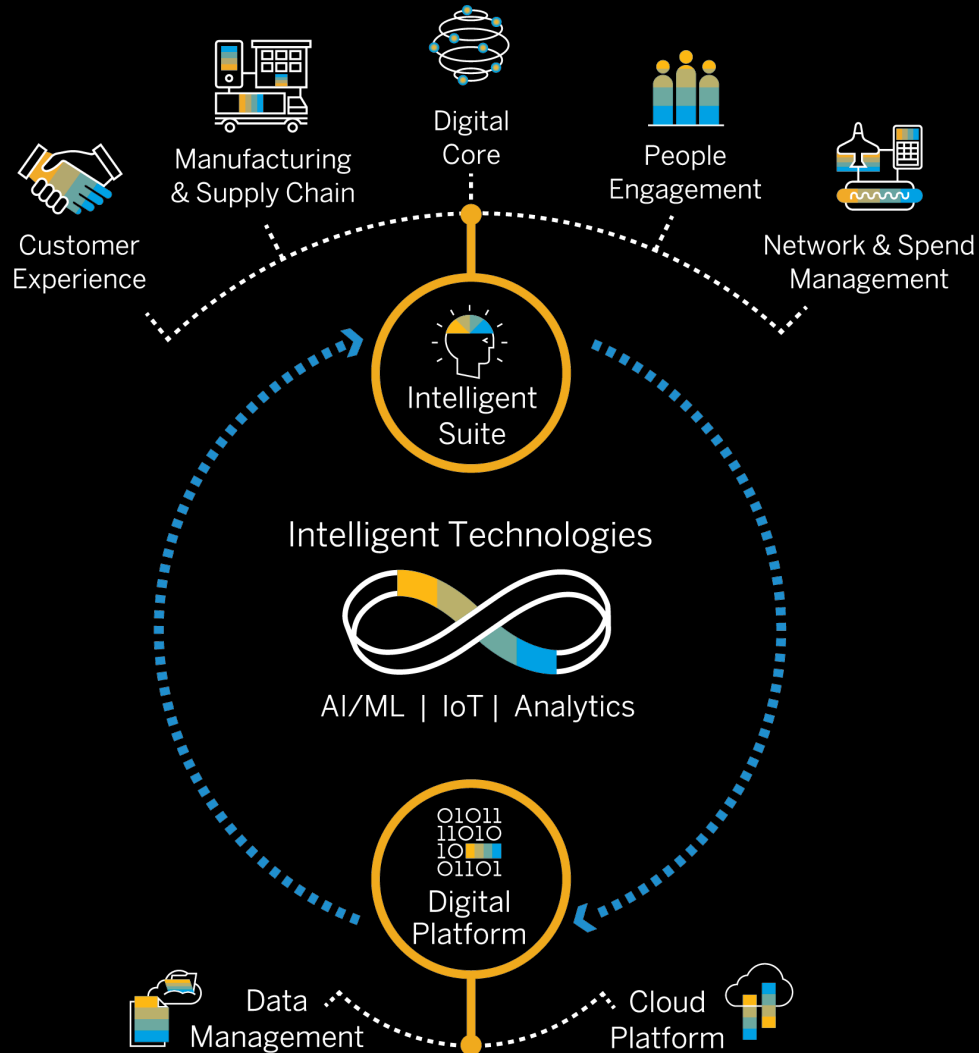 Digital
Core
Manufacturing
& Supply Chain
People
Engagement
Customer
Experience
Network & Spend
Management
Intelligent
Suite
Intelligent Technologies
AI/ML | IoT | Analytics
01011
11010
10
01101
Digital
Platform
Data
Management
Cloud
Platform